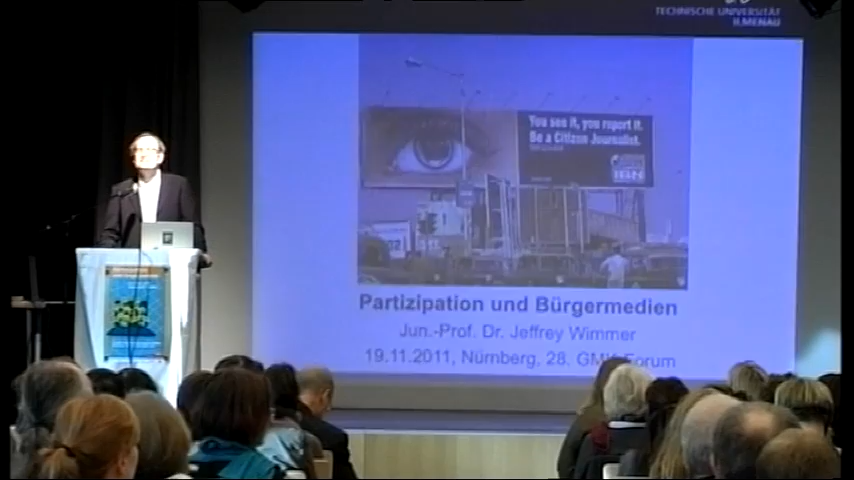 TECHNISCHE UNIVERSITÄT
ILMENAU
You see it, you report it.
Be a Citizen Journalist.
Partizipation und Bürgermedien
Jun.-Prof. Dr. Jeffrey Wimmer
19.11.2011, Nürnberg, 28. GMK Forum